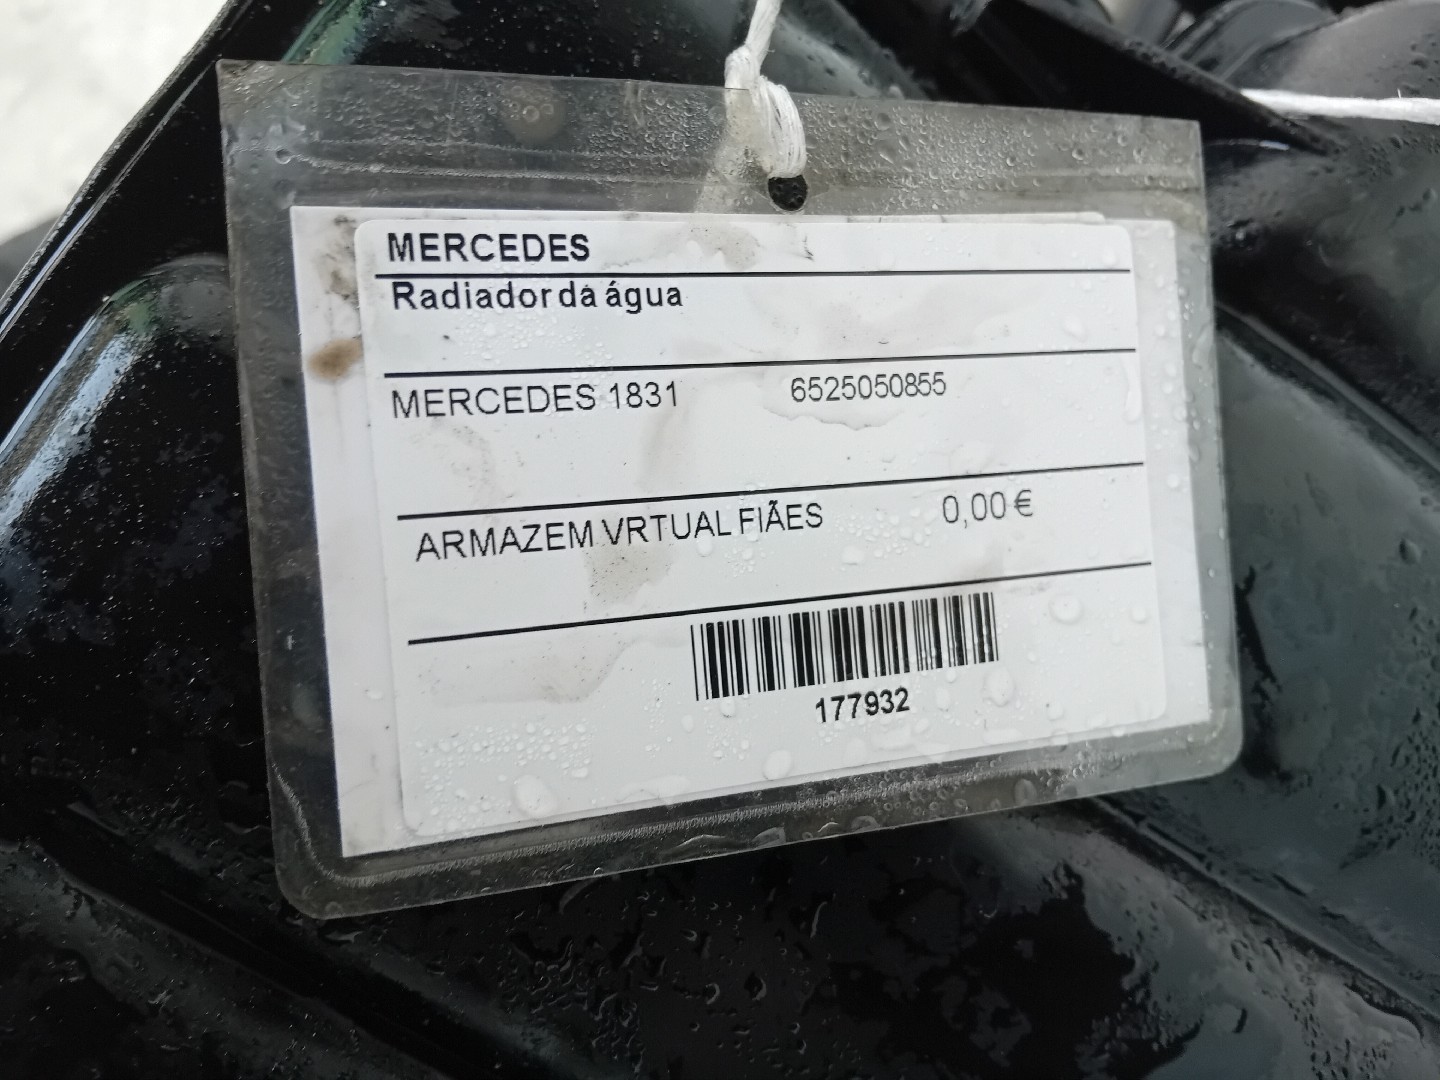 MERCEDES
Radiador da água
MERCEDES 1831 6525050855
ARMAZEM VRTUAL FIÃES 0,00 €
177932